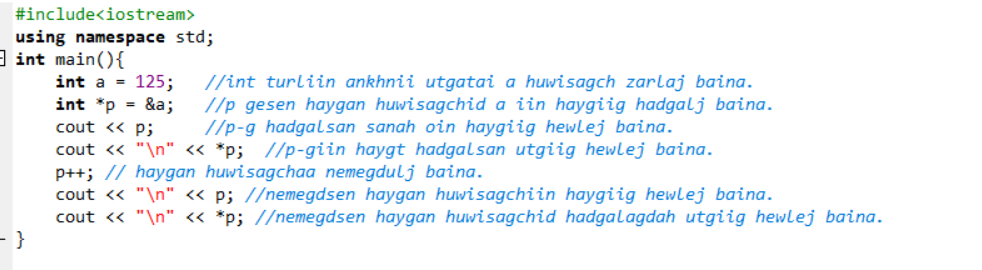 #include<iostream>
using namespace std;
int main(){
    int a = 125;   //int turliin ankhnii utgatai a huwisagch zarlaj baina.
    int *p = &a;   //p gesen haygan huwisagchid a iin haygiig hadgalj baina.
    cout << p;     //p-g hadgalsan sanah oin haygiig hewlej baina.
    cout << "\n" << *p;  //p-giin haygt hadgalsan utgiig hewlej baina.
    p++; // haygan huwisagchaa nemegdulj baina.
    cout << "\n" << p; //nemegdsen haygan huwisagchiin haygiig hewlej baina.
    cout << "\n" << *p; //nemegdsen haygan huwisagchid hadgalagdah utgiig hewlej baina.
}